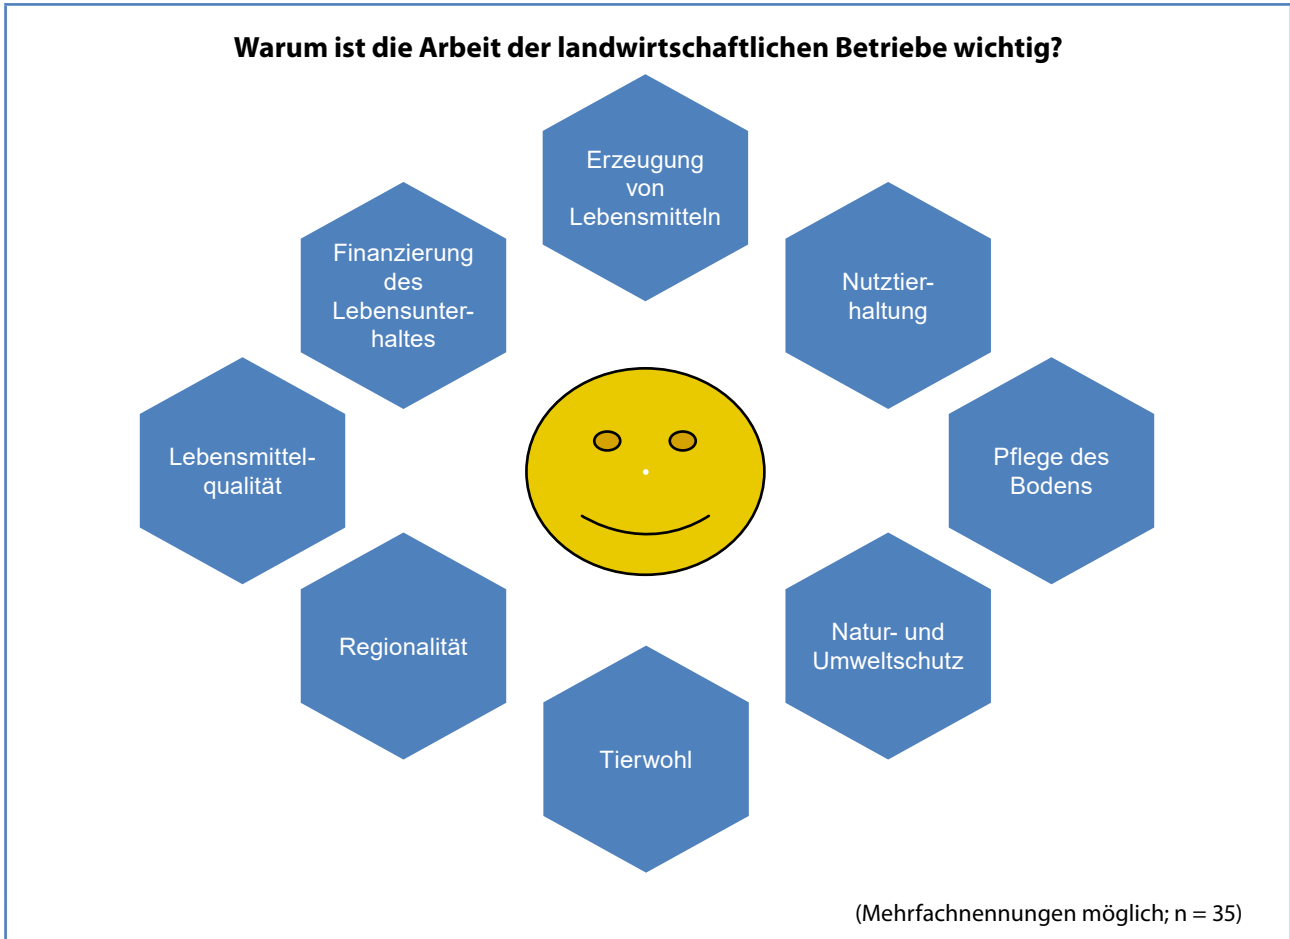 Warum ist die Arbeit der landwirtschaftlichen Betriebe wichtig?
Erzeugung
von
Lebensmitteln
Finanzierung
des
Lebensunter-
haltes
Nutztier-
haltung
Lebensmittel-
qualität
Pflege des
Bodens
Regionalität
Natur- und
Umweltschutz
Tierwohl
(Mehrfachnennungen möglich; n = 35)